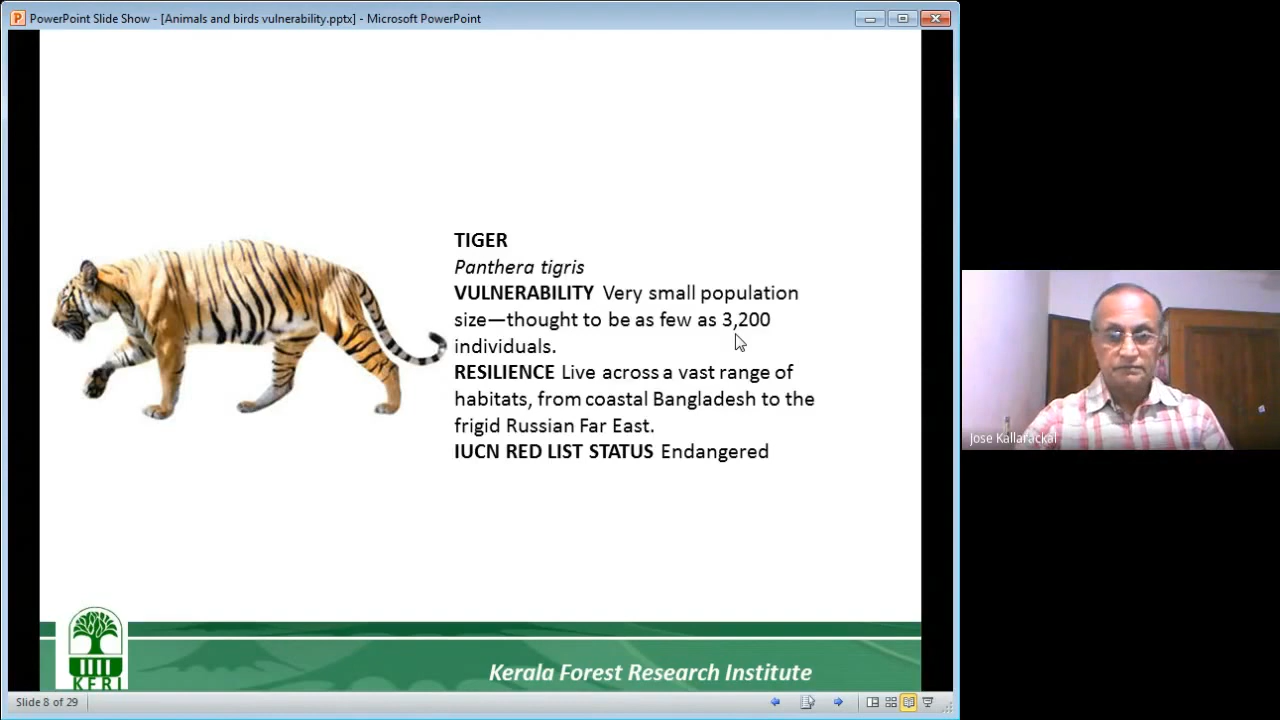 PowerPoint Slide Show - [Animals and birds vulnerability.pptx] - Microsoft PowerPoint
TIGER
Panthera tigris
VULNERABILITY Very small population
size—thought to be as few as 3,200
individuals.
RESILIENCE Live across a vast range of
habitats, from coastal Bangladesh to the
frigid Russian Far East.
IUCN RED LIST STATUS Endangered
Jose Kallarackal
KFRI
Kerala Forest Research Institute
Slide 8 of 29